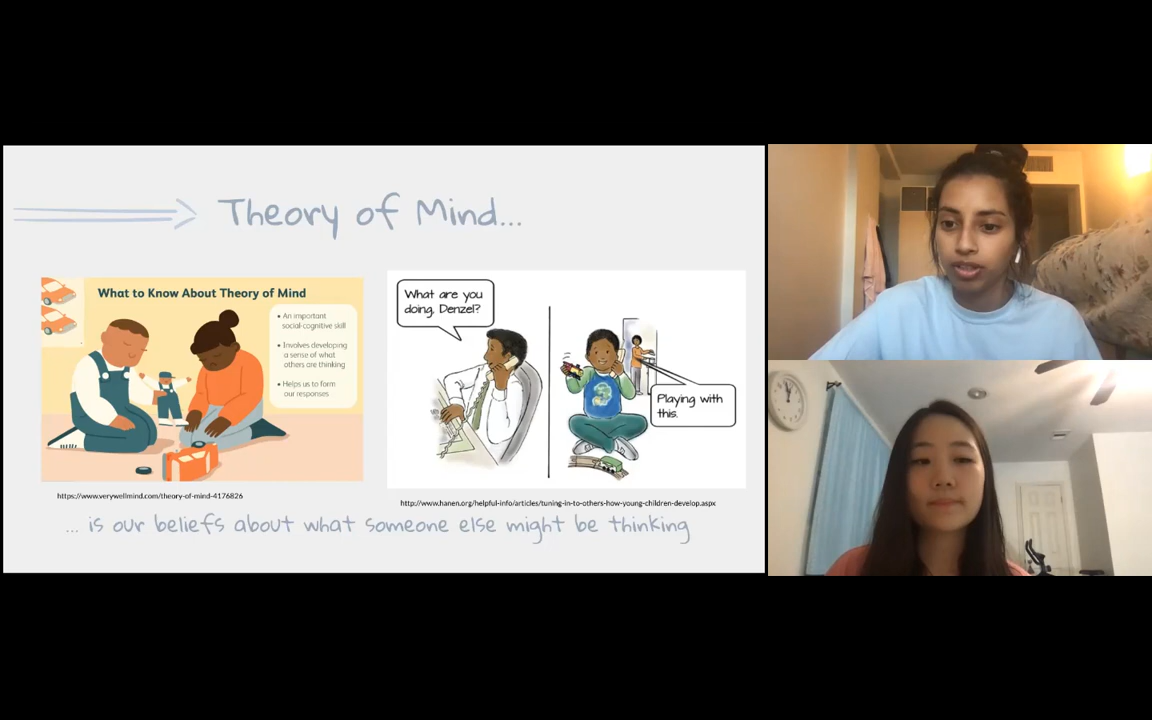 Theory of Mind...
What to Know About Theory of Mind
• An important
social-cognitive skill
• Involves developing
a sense of what
others are thinking
• Helps us to form
our responses
https://www.verywellmind.com/theory-of-mind-4176826
What are you
doing, Denzel?
Playing with
this.
http://www.hanen.org/helpful-info/articles/tuning-in-to-others-how-young-children-develop.aspx
... is our beliefs about what someone else might be thinking